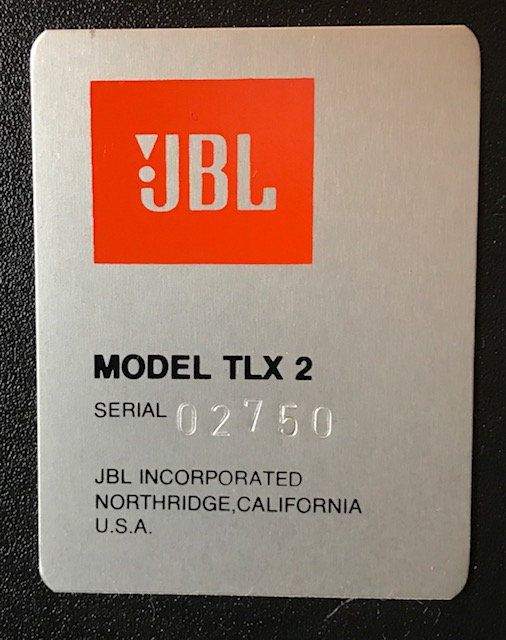 JBL
MODEL TLX 2
SERIAL 02750
JBL INCORPORATED
NORTHRIDGE,CALIFORNIA
U.S.A.